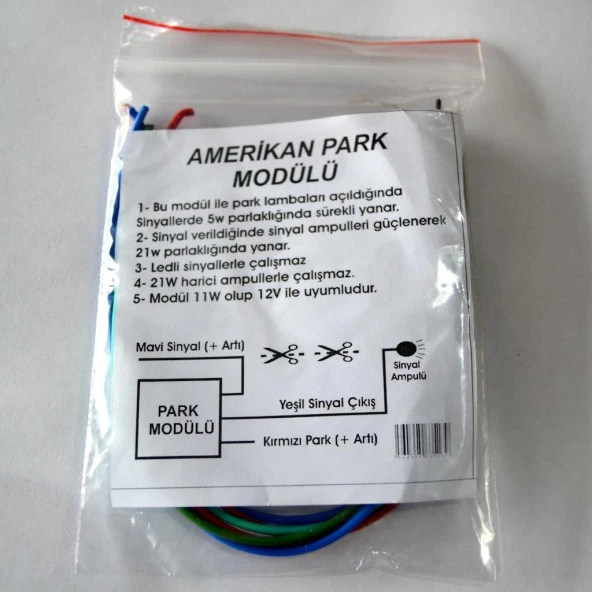 AMERİKAN PARK
MODÜLÜ
1- Bu modül ile park lambaları açıldığında
Sinyallerde 5w parlaklığında sürekli yanar.
2- Sinyal verildiğinde sinyal ampulleri güçlenerek
21w parlaklığında yanar.
3- Ledli sinyallerle çalışmaz
4- 21W harici ampullerle çalışmaz.
5- Modül 11W olup 12V ile uyumludur.
Mavi Sinyal (+ Artı)
Sinyal
Ampulü
Yeşil Sinyal Çıkış
PARK
MODÜLÜ
Kırmızı Park (+ Artı)